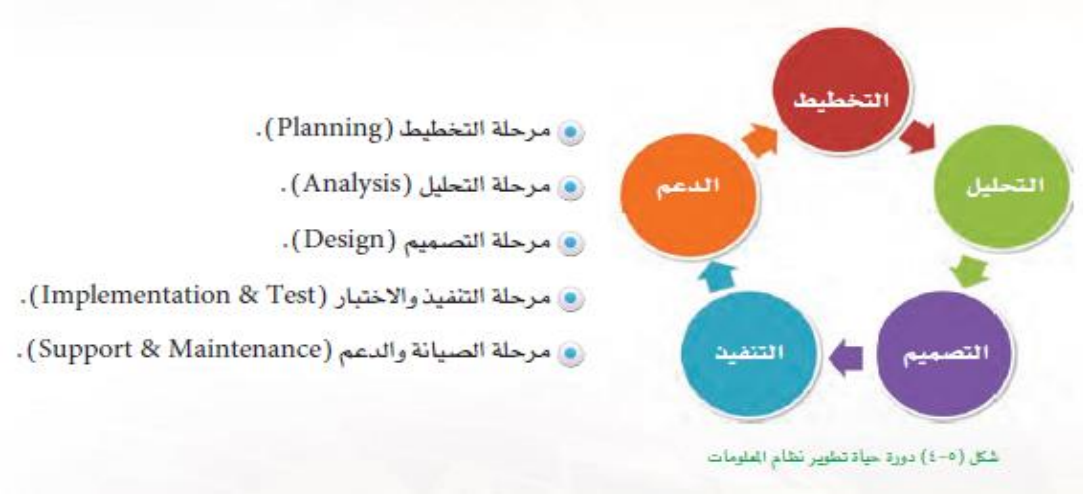 مرحلة التخطيط (Planning).
مرحلة التحليل (Analysis).
مرحلة التصميم (Design).
مرحلة التنفيذ والاختبار (Implementation & Test).
مرحلة الصيانة والدعم (Support & Maintenance).
التخطيط
التحليل
التصميم
التنفيذ
الدعم
شكل (٥-٤) دورة حياة تطوير نظام المعلومات